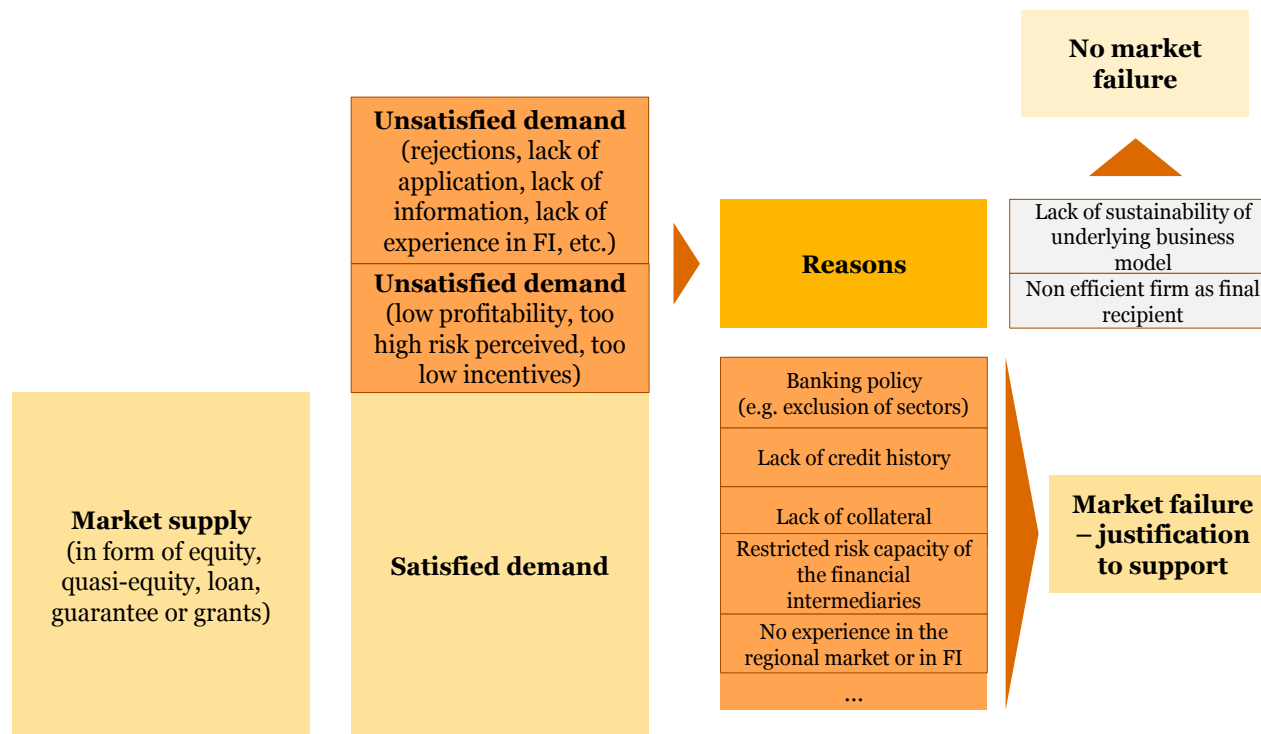 No market
failure
Unsatisfied demand
(rejections, lack of
application, lack of
information, lack of
experience in FI, etc.)
Unsatisfied demand
(low profitability, too
high risk perceived, too
low incentives)
Reasons
Lack of sustainability of
underlying business
model
Non efficient firm as final
recipient
Market supply
(in form of equity,
quasi-equity, loan,
guarantee or grants)
Satisfied demand
Banking policy
(e.g. exclusion of sectors)
Lack of credit history
Lack of collateral
Restricted risk capacity of
the financial
intermediaries
No experience in the
regional market or in FI
...
Market failure
– justification
to support